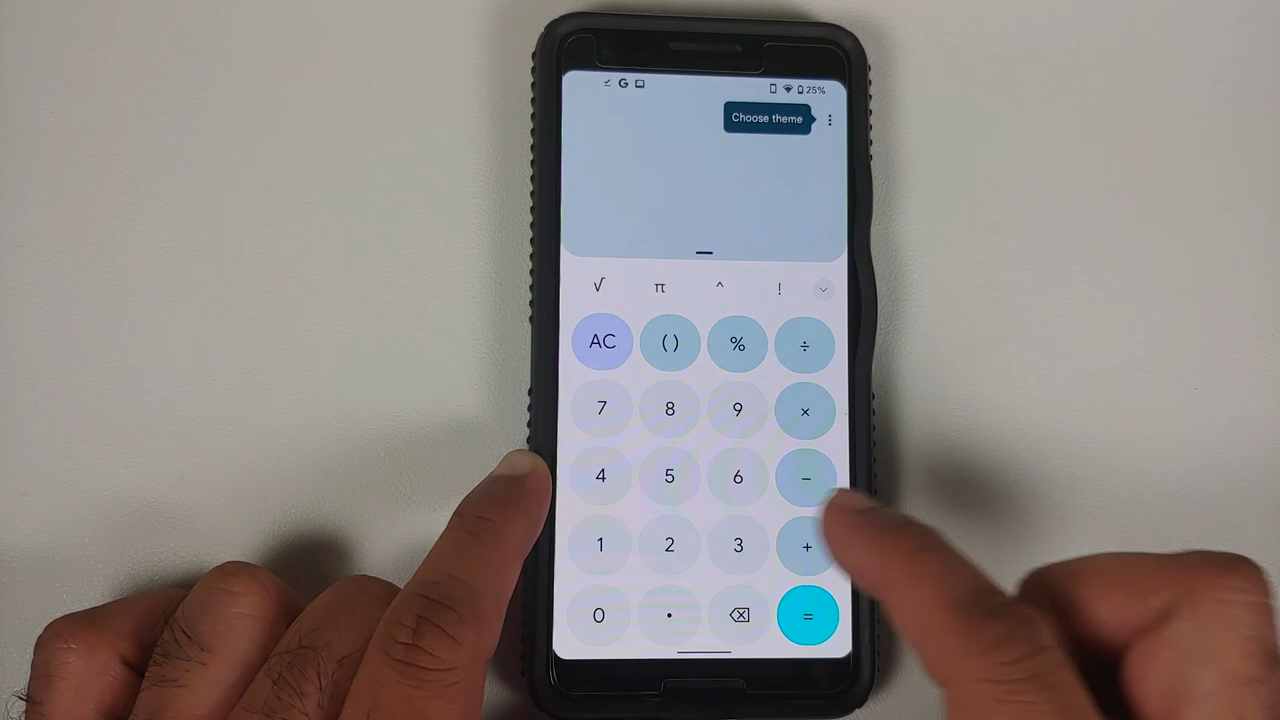 G 25%
Choose theme
√ π ^ !
AC ( ) % ÷
7 8 9 ×
4 5 6 −
1 2 3 +
0 . =